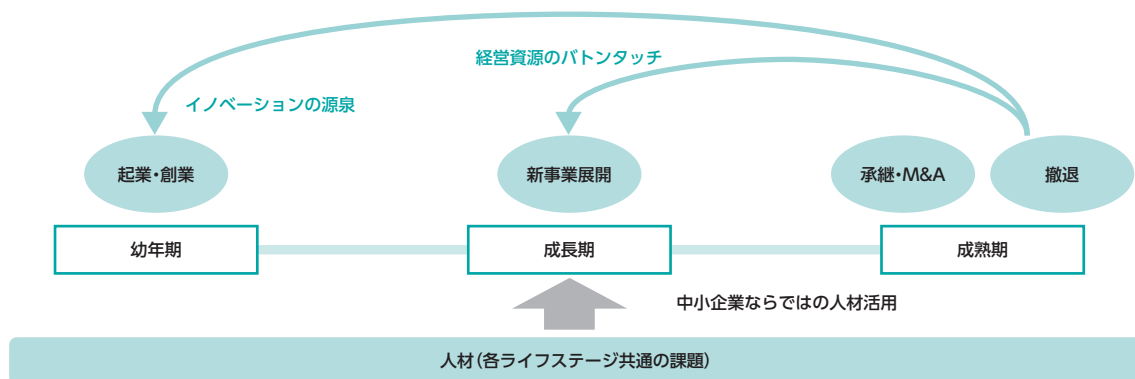 経営資源のバトンタッチ
イノベーションの源泉
起業・創業
新事業展開
承継・M&A
撤退
幼年期
成長期
成熟期
中小企業ならではの人材活用
人材(各ライフステージ共通の課題)